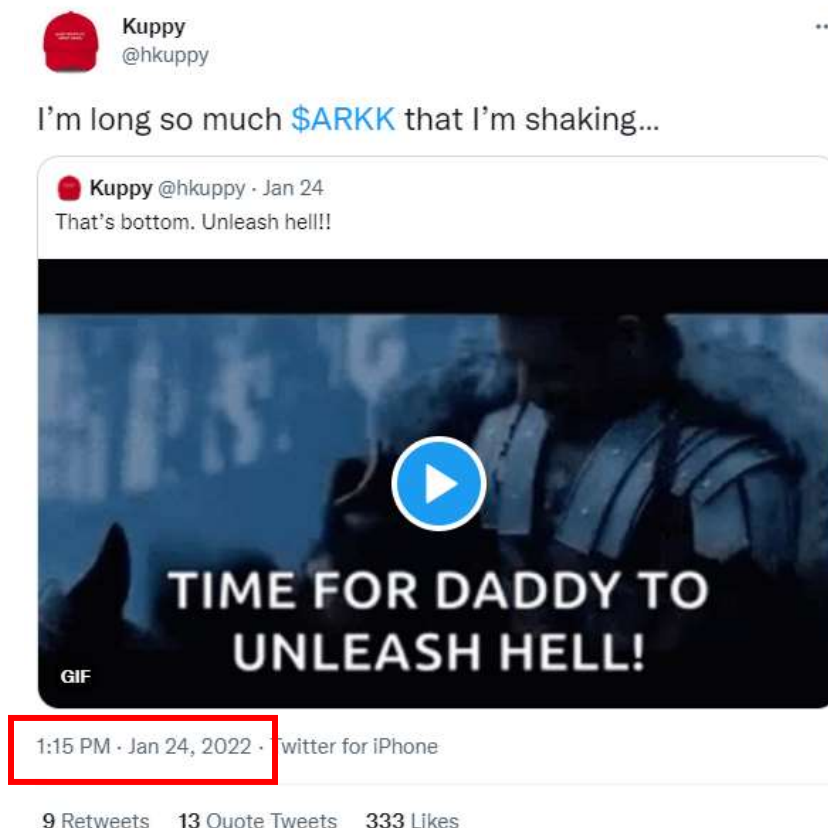 Kuppy
@hkuppy
I’m long so much $ARKK that I’m shaking...
Kuppy @hkuppy · Jan 24
That’s bottom. Unleash hell!!
TIME FOR DADDY TO
UNLEASH HELL!
GIF
1:15 PM · Jan 24, 2022 · Twitter for iPhone
9 Retweets 13 Quote Tweets 333 Likes